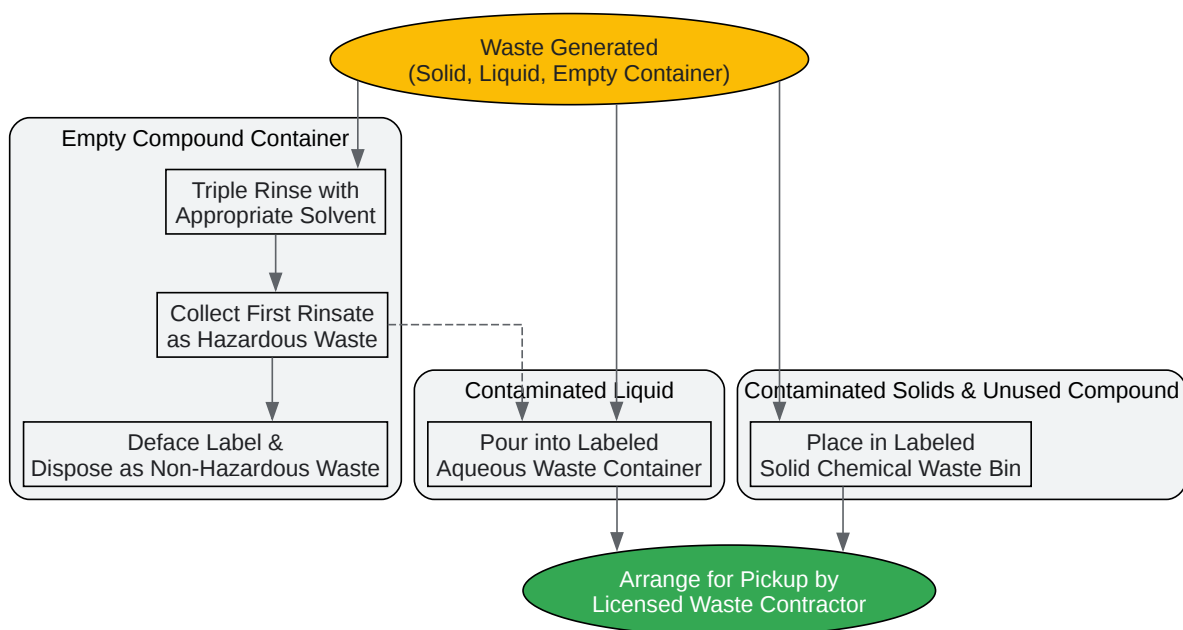 Waste Generated
(Solid, Liquid, Empty Container)
Empty Compound Container
Triple Rinse with
Appropriate Solvent
Collect First Rinsate
as Hazardous Waste
Deface Label &
Dispose as Non-Hazardous Waste
Contaminated Liquid
Pour into Labeled
Aqueous Waste Container
Contaminated Solids & Unused Compound
Place in Labeled
Solid Chemical Waste Bin
Arrange for Pickup by
Licensed Waste Contractor